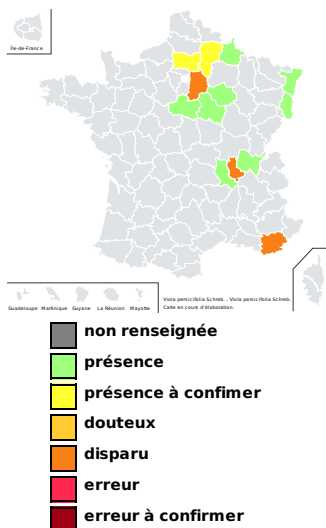 Île-de-France
Guadeloupe Martinique Guyane La Réunion Mayotte
Viola persicifolia Schreb. , Viola persicifolia Schreb.
Carte en cours d'élaboration.
non renseignée
présence
présence à confimer
douteux
disparu
erreur
erreur à confirmer